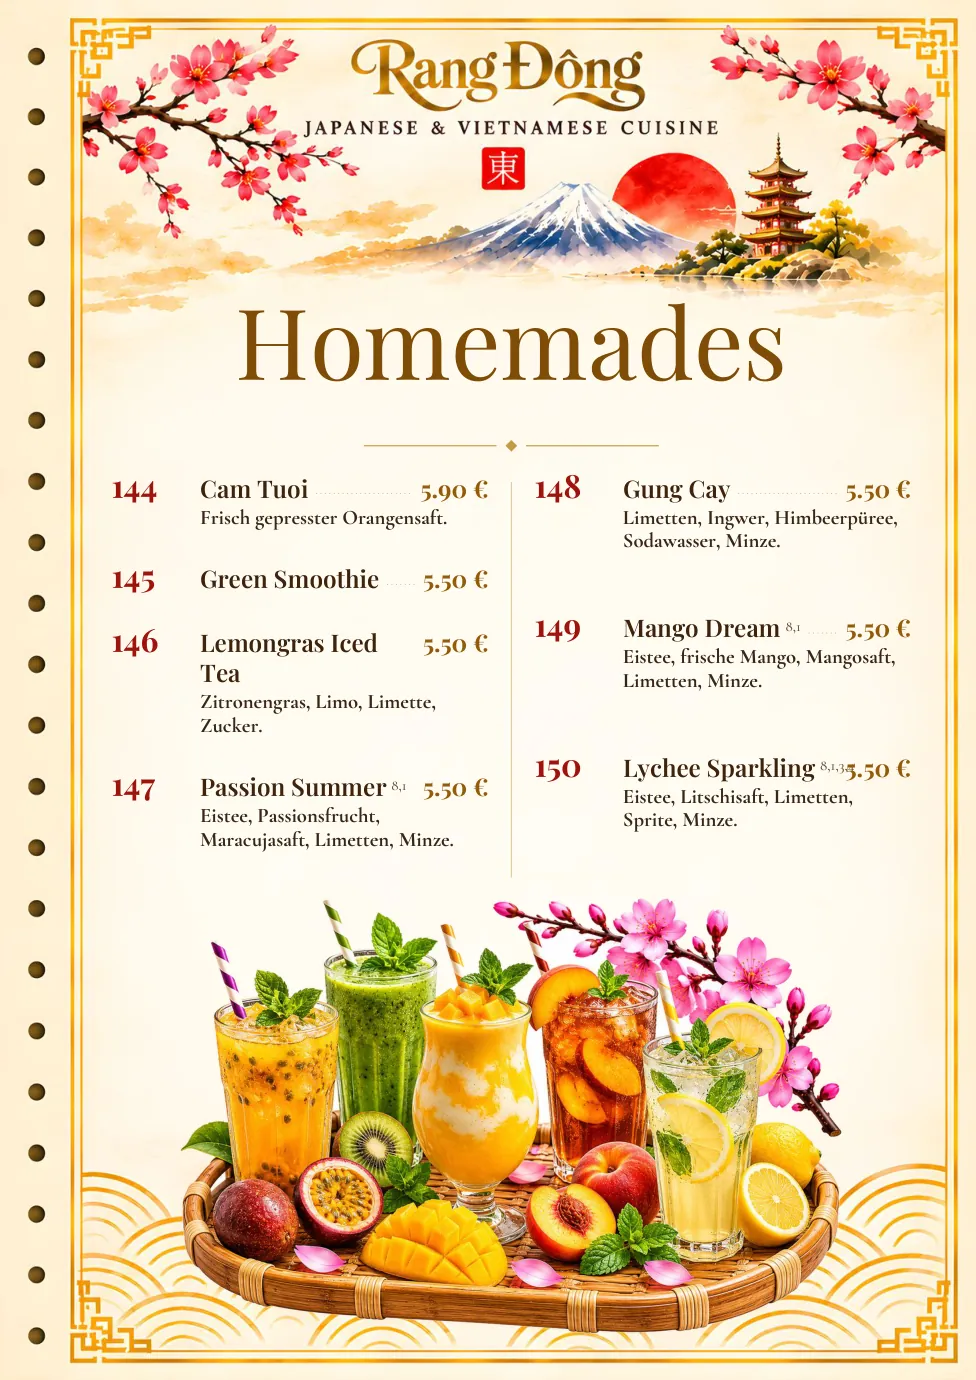 Rang Đông
JAPANESE & VIETNAMESE CUISINE
東
Homemades
144 Cam Tuoi 5.90 €
Frisch gepresster Orangensaft.
145 Green Smoothie 5.50 €
146 Lemongras Iced 5.50 €
Tea
Zitronengras, Limo, Limette,
Zucker.
147 Passion Summer 8,1 5.50 €
Eistee, Passionsfrucht,
Maracujasaft, Limetten, Minze.
148 Gung Cay 5.50 €
Limetten, Ingwer, Himbeerpüree,
Sodawasser, Minze.
149 Mango Dream 8,1 5.50 €
Eistee, frische Mango, Mangosaft,
Limetten, Minze.
150 Lychee Sparkling 5.50 €
Eistee, Litschisaft, Limetten,
Sprite, Minze.